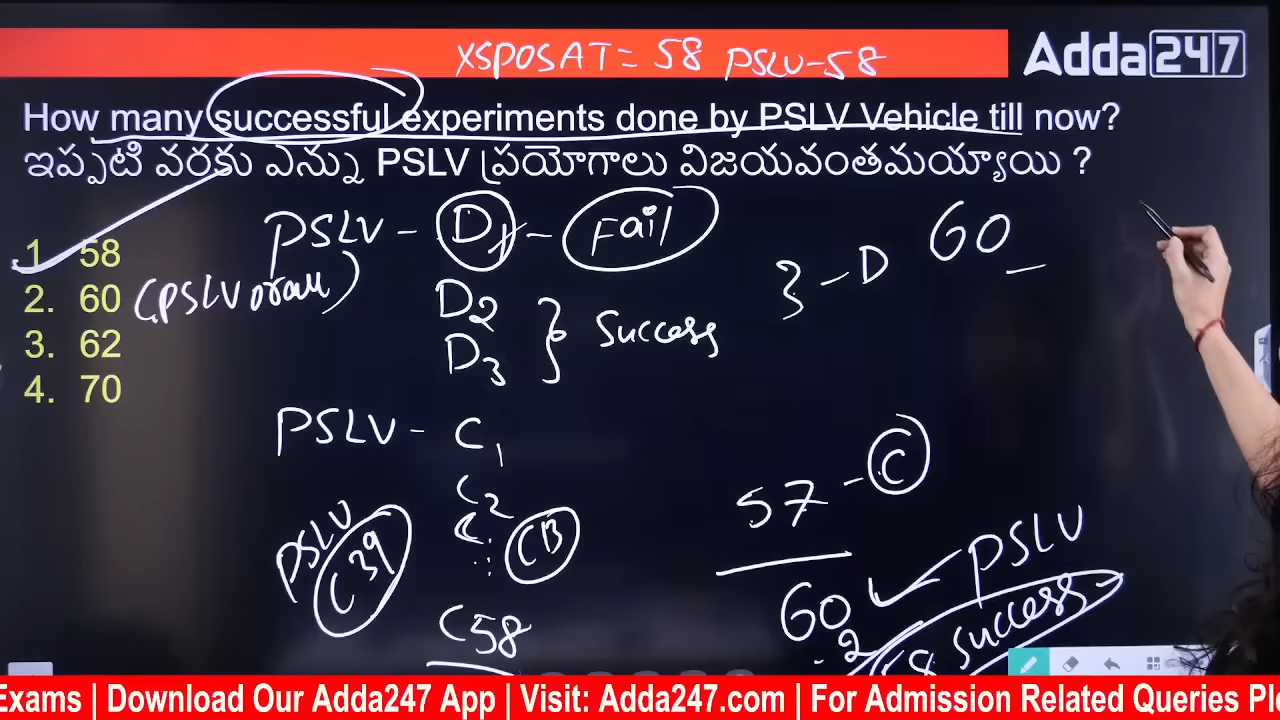 XSPOSAT = 58 PSLV-58
Adda247
How many successful experiments done by PSLV Vehicle till now?
ఇప్పటి వరకు ఎన్ను PSLV ప్రయోగాలు విజయవంతమయ్యాయి ?
PSLV - D1 - Fail
60
1. 58
3 - D
2. 60 (PSLV overall)
D2
Success
3. 62
D3
4. 70
PSLV - C1
C2
57 - C
C13
PSLV C39
C58
60 PSLV
- 2
58 success
Exams | Download Our Adda247 App | Visit: Adda247.com | For Admission Related Queries Ple